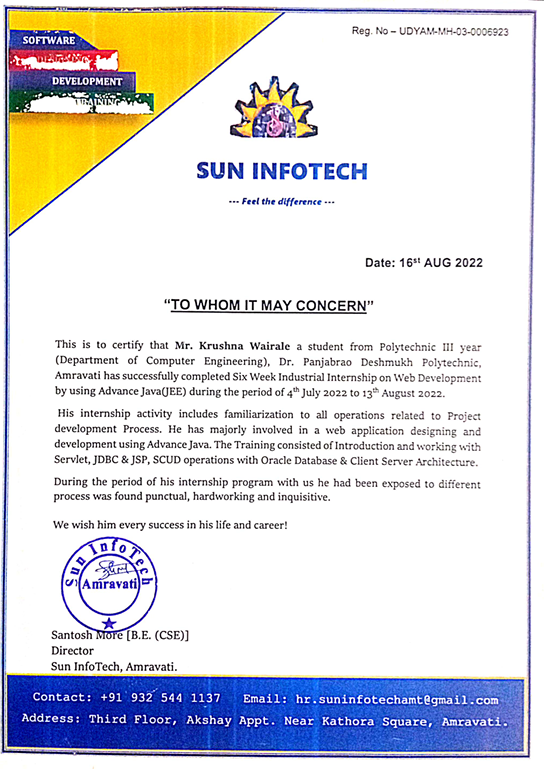 Reg. No – UDYAM-MH-03-0006923
SOFTWARE
DEVELOPMENT
TRAINING
SUN INFOTECH
--- Feel the difference ---
Date: 16st AUG 2022
“TO WHOM IT MAY CONCERN”
This is to certify that Mr. Krushna Wairale a student from Polytechnic III year
(Department of Computer Engineering), Dr. Panjabrao Deshmukh Polytechnic,
Amravati has successfully completed Six Week Industrial Internship on Web Development
by using Advance Java(JEE) during the period of 4th July 2022 to 13th August 2022.
His internship activity includes familiarization to all operations related to Project
development Process. He has majorly involved in a web application designing and
development using Advance Java. The Training consisted of Introduction and working with
Servlet, JDBC & JSP, SCUD operations with Oracle Database & Client Server Architecture.
During the period of his internship program with us he had been exposed to different
process was found punctual, hardworking and inquisitive.
We wish him every success in his life and career!
Sun InfoTech
Amravati
Santosh More [B.E. (CSE)]
Director
Sun InfoTech, Amravati.
Contact: +91 932 544 1137 Email: hr.suninfotechamt@gmail.com
Address: Third Floor, Akshay Appt. Near Kathora Square, Amravati.